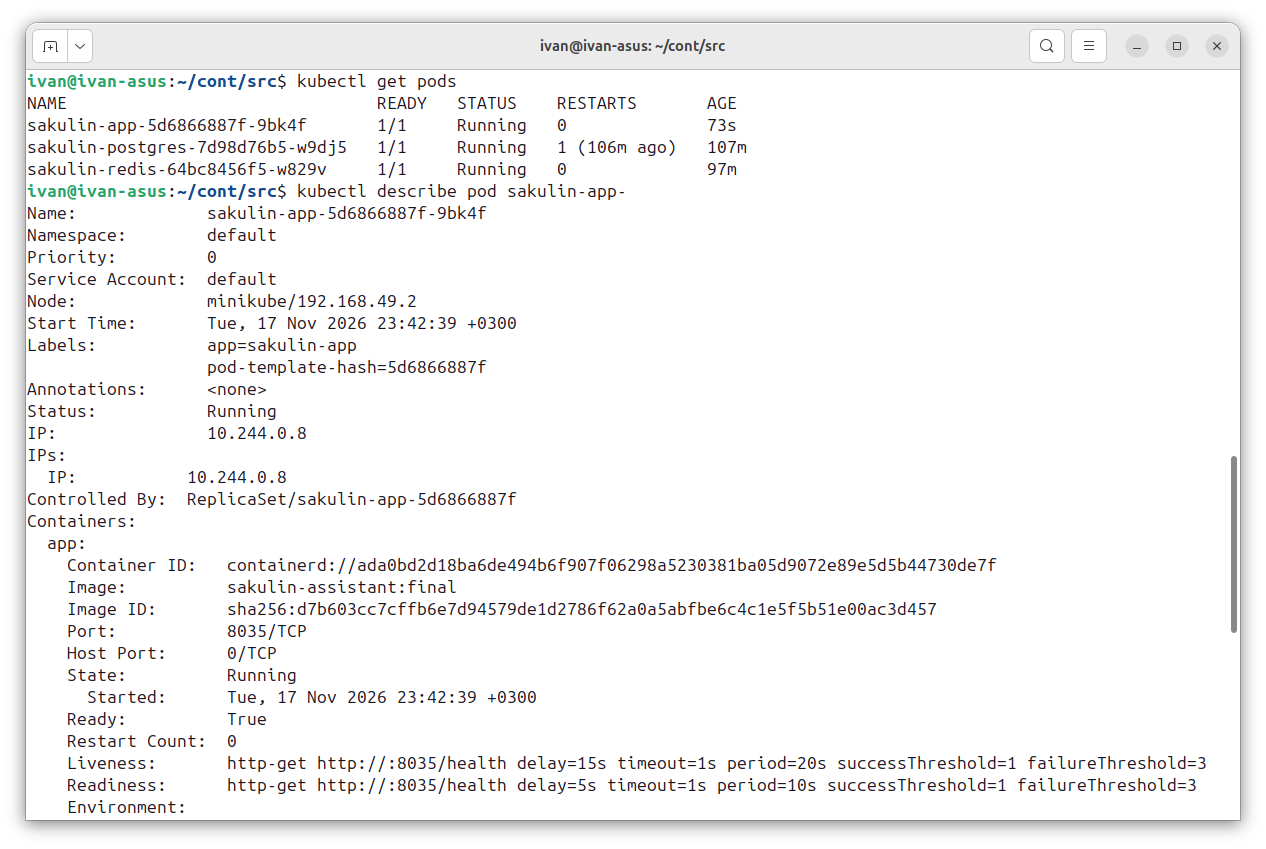 ivan@ivan-asus: ~/cont/src
ivan@ivan-asus:~/cont/src$ kubectl get pods
NAME                               READY   STATUS    RESTARTS       AGE
sakulin-app-5d6866887f-9bk4f       1/1     Running   0              73s
sakulin-postgres-7d98d76b5-w9dj5   1/1     Running   1 (106m ago)   107m
sakulin-redis-64bc8456f5-w829v     1/1     Running   0              97m
ivan@ivan-asus:~/cont/src$ kubectl describe pod sakulin-app-
Name:             sakulin-app-5d6866887f-9bk4f
Namespace:        default
Priority:         0
Service Account:  default
Node:             minikube/192.168.49.2
Start Time:       Tue, 17 Nov 2026 23:42:39 +0300
Labels:           app=sakulin-app
                  pod-template-hash=5d6866887f
Annotations:      <none>
Status:           Running
IP:               10.244.0.8
IPs:
  IP:           10.244.0.8
Controlled By:  ReplicaSet/sakulin-app-5d6866887f
Containers:
  app:
    Container ID:   containerd://ada0bd2d18ba6de494b6f907f06298a5230381ba05d9072e89e5d5b44730de7f
    Image:          sakulin-assistant:final
    Image ID:       sha256:d7b603cc7cffb6e7d94579de1d2786f62a0a5abfbe6c4c1e5f5b51e00ac3d457
    Port:           8035/TCP
    Host Port:      0/TCP
    State:          Running
      Started:      Tue, 17 Nov 2026 23:42:39 +0300
    Ready:          True
    Restart Count:  0
    Liveness:       http-get http://:8035/health delay=15s timeout=1s period=20s successThreshold=1 failureThreshold=3
    Readiness:      http-get http://:8035/health delay=5s timeout=1s period=10s successThreshold=1 failureThreshold=3
    Environment: